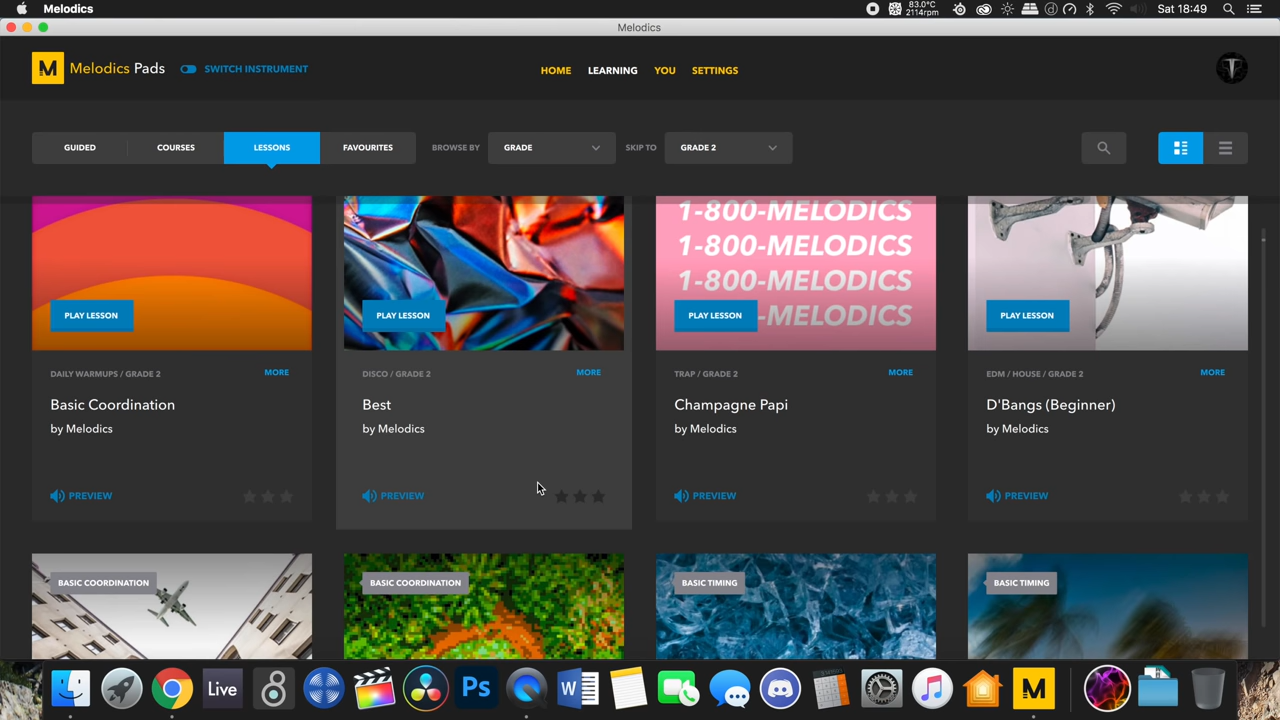 Melodics
83.0°C
2114rpm
Sat 18:49
Melodics
M Melodics Pads
SWITCH INSTRUMENT
HOME LEARNING YOU SETTINGS
GUIDED COURSES LESSONS FAVOURITES BROWSE BY GRADE SKIP TO GRADE 2
1-800-MELODICS
1-800-MELODICS
1-800-MELODICS
-MELODICS
PLAY LESSON PLAY LESSON PLAY LESSON PLAY LESSON
DAILY WARMUPS / GRADE 2 MORE
Basic Coordination
by Melodics
PREVIEW
DISCO / GRADE 2 MORE
Best
by Melodics
PREVIEW
TRAP / GRADE 2 MORE
Champagne Papi
by Melodics
PREVIEW
EDM / HOUSE / GRADE 2 MORE
D'Bangs (Beginner)
by Melodics
PREVIEW
BASIC COORDINATION BASIC COORDINATION BASIC TIMING BASIC TIMING
Live Ps W M